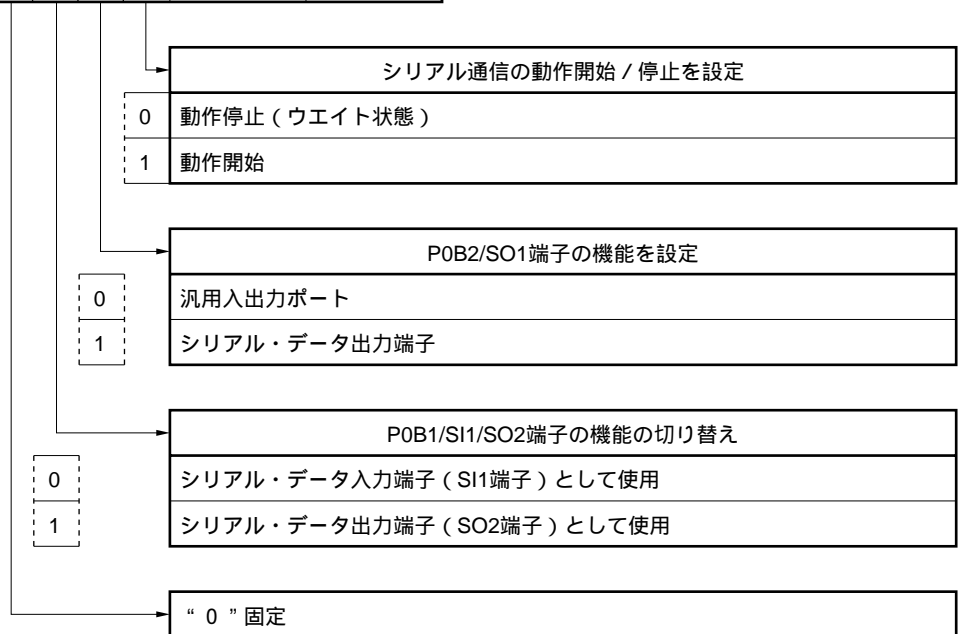 シリアル通信の動作開始/停止を設定
0 動作停止(ウエイト状態)
1 動作開始
P0B2/SO1端子の機能を設定
0 汎用入出力ポート
1 シリアル・データ出力端子
P0B1/SI1/SO2端子の機能の切り替え
0 シリアル・データ入力端子(SI1端子)として使用
1 シリアル・データ出力端子(SO2端子)として使用
“0”固定